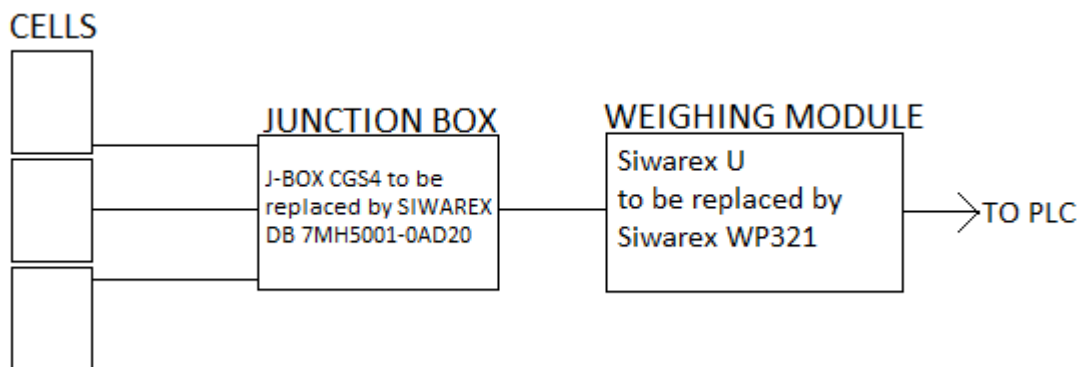 CELLS
JUNCTION BOX
J-BOX CGS4 to be
replaced by SIWAREX
DB 7MH5001-0AD20
WEIGHING MODULE
Siwarex U
to be replaced by
Siwarex WP321
TO PLC